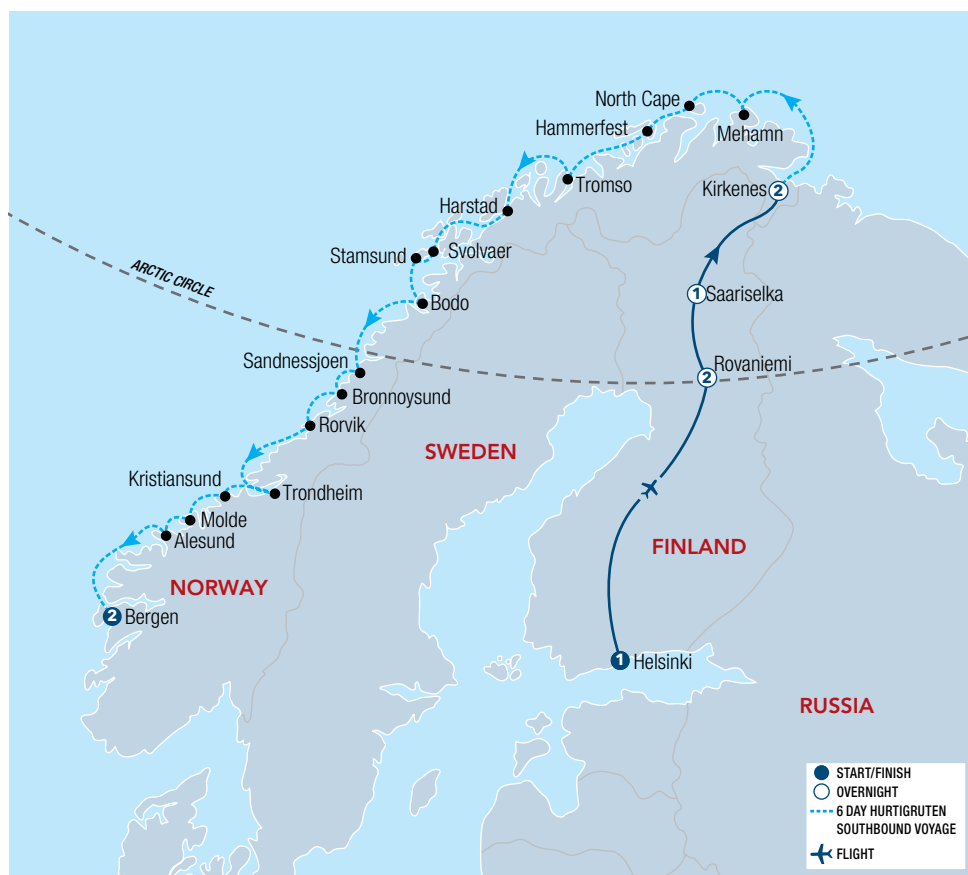 North Cape
Hammerfest
Mehamn
Tromso
Kirkenes 2
Harstad
Stamsund
Svolvaer
ARCTIC CIRCLE
1 Saariselka
Bodo
Sandnessjoen
Rovaniemi
2
Bronnoysund
Rorvik
SWEDEN
Kristiansund
Trondheim
Molde
Alesund
FINLAND
NORWAY
2 Bergen
1 Helsinki
RUSSIA
START/FINISH
OVERNIGHT
6 DAY HURTIGRUTEN
SOUTHBOUND VOYAGE
FLIGHT